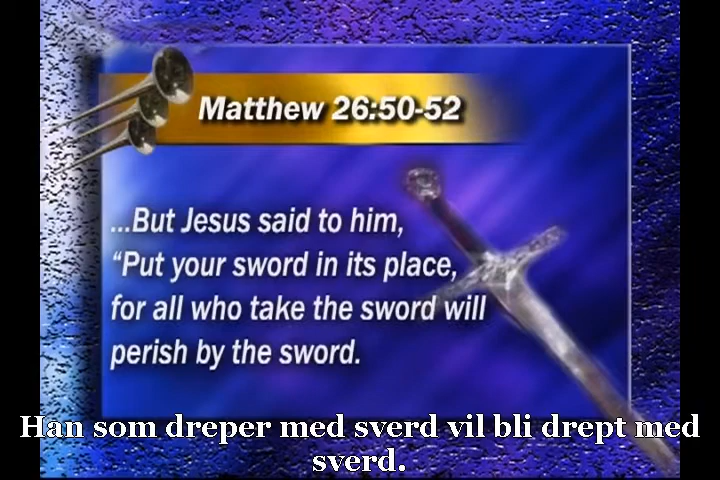 Matthew 26:50-52
...But Jesus said to him,
“Put your sword in its place,
for all who take the sword will
perish by the sword.
Han som dreper med sverd vil bli drept med
sverd.